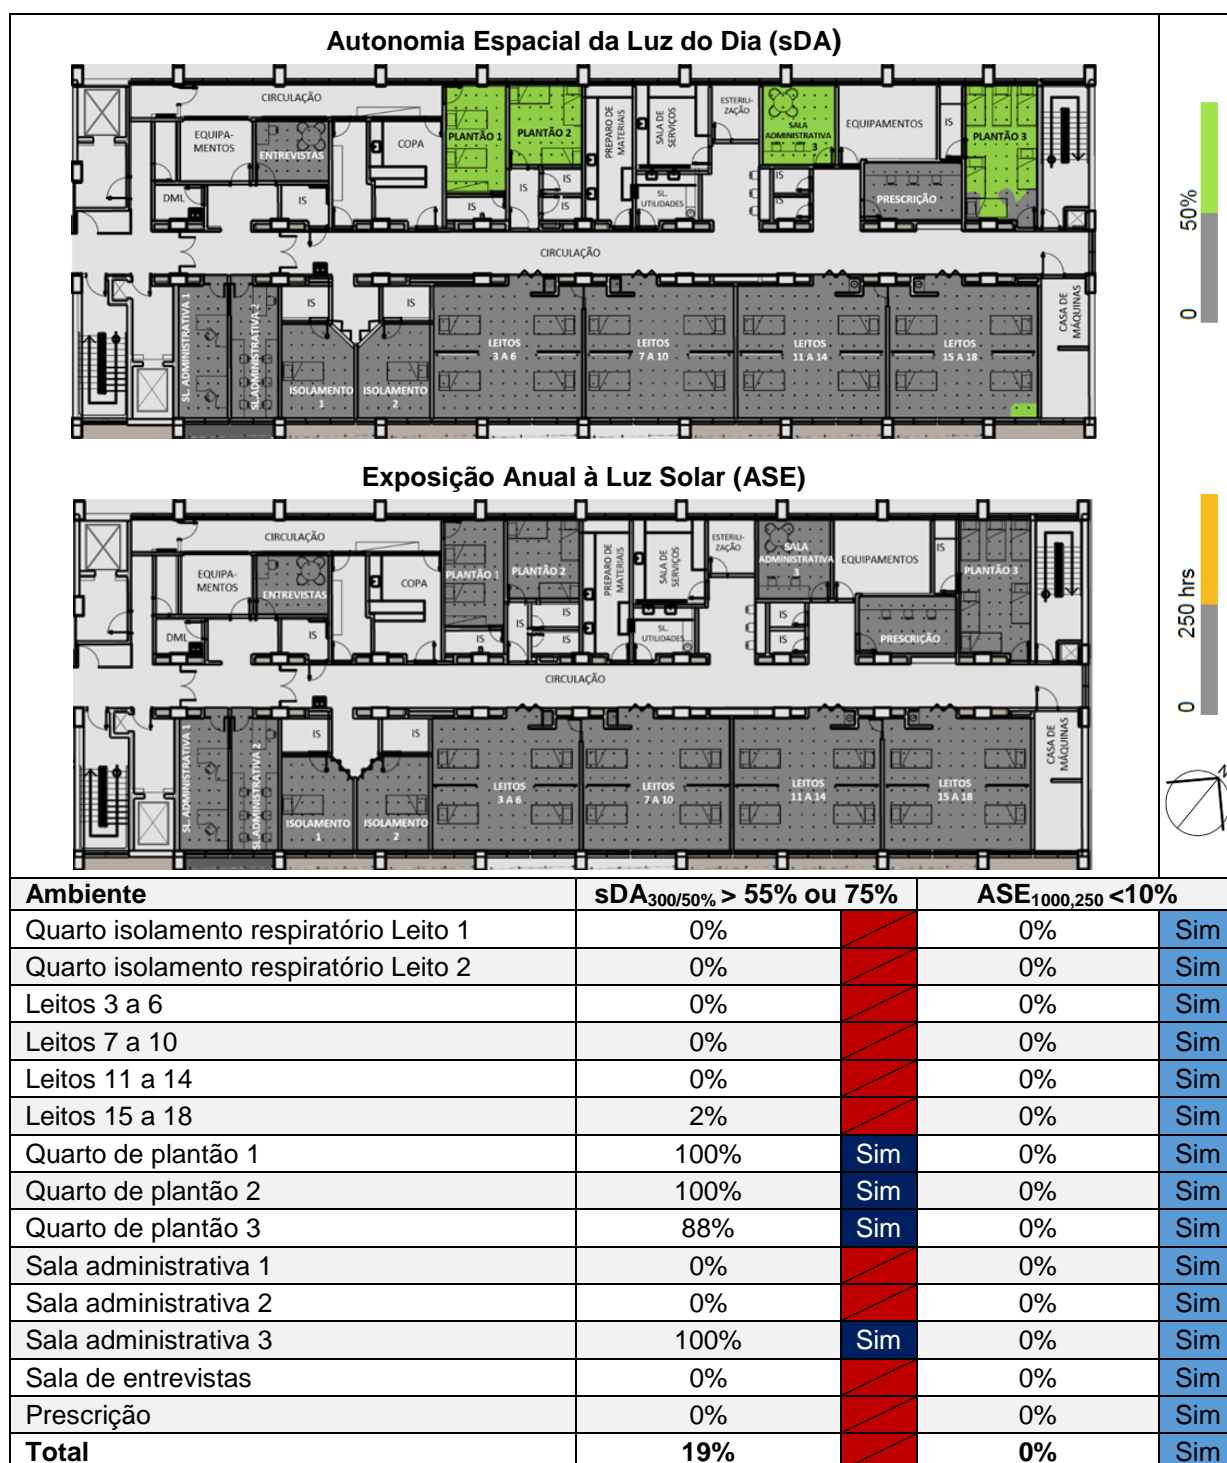 Autonomia Espacial da Luz do Dia (sDA)
CIRCULAÇÃO
EQUIPA-
MENTOS
ENTREVISTAS
COPA
PLANTÃO 1
PLANTÃO 2
PREPARO DE
MATERIAIS
SALA DE
SERVIÇOS
ESTERILI-
ZAÇÃO
SALA
ADMINISTRATIVA
3
EQUIPAMENTOS
IS
PLANTÃO 3
DML
IS
IS
IS
IS
IS
SL.
UTILIDADES
IS
IS
PRESCRIÇÃO
CIRCULAÇÃO
SL. ADMINISTRATIVA 1
SL.ADMINISTRATIVA 2
IS
IS
ISOLAMENTO
1
ISOLAMENTO
2
LEITOS
3 A 6
LEITOS
7 A 10
LEITOS
11 A 14
LEITOS
15 A 18
CASA DE
MÁQUINAS
50%
0
Exposição Anual à Luz Solar (ASE)
CIRCULAÇÃO
EQUIPA-
MENTOS
ENTREVISTAS
COPA
PLANTÃO 1
PLANTÃO 2
PREPARO DE
MATERIAIS
SALA DE
SERVIÇOS
ESTERILI-
ZAÇÃO
SALA
ADMINISTRATIVA
3
EQUIPAMENTOS
IS
PLANTÃO 3
DML
IS
IS
IS
IS
IS
SL.
UTILIDADES
IS
IS
PRESCRIÇÃO
CIRCULAÇÃO
SL. ADMINISTRATIVA 1
SL.ADMINISTRATIVA 2
IS
IS
ISOLAMENTO
1
ISOLAMENTO
2
LEITOS
3 A 6
LEITOS
7 A 10
LEITOS
11 A 14
LEITOS
15 A 18
CASA DE
MÁQUINAS
250 hrs
0
N
Ambiente sDA300/50% > 55% ou 75% ASE1000,250 <10%
Quarto isolamento respiratório Leito 1 0% 0% Sim
Quarto isolamento respiratório Leito 2 0% 0% Sim
Leitos 3 a 6 0% 0% Sim
Leitos 7 a 10 0% 0% Sim
Leitos 11 a 14 0% 0% Sim
Leitos 15 a 18 2% 0% Sim
Quarto de plantão 1 100% Sim 0% Sim
Quarto de plantão 2 100% Sim 0% Sim
Quarto de plantão 3 88% Sim 0% Sim
Sala administrativa 1 0% 0% Sim
Sala administrativa 2 0% 0% Sim
Sala administrativa 3 100% Sim 0% Sim
Sala de entrevistas 0% 0% Sim
Prescrição 0% 0% Sim
Total 19% 0% Sim